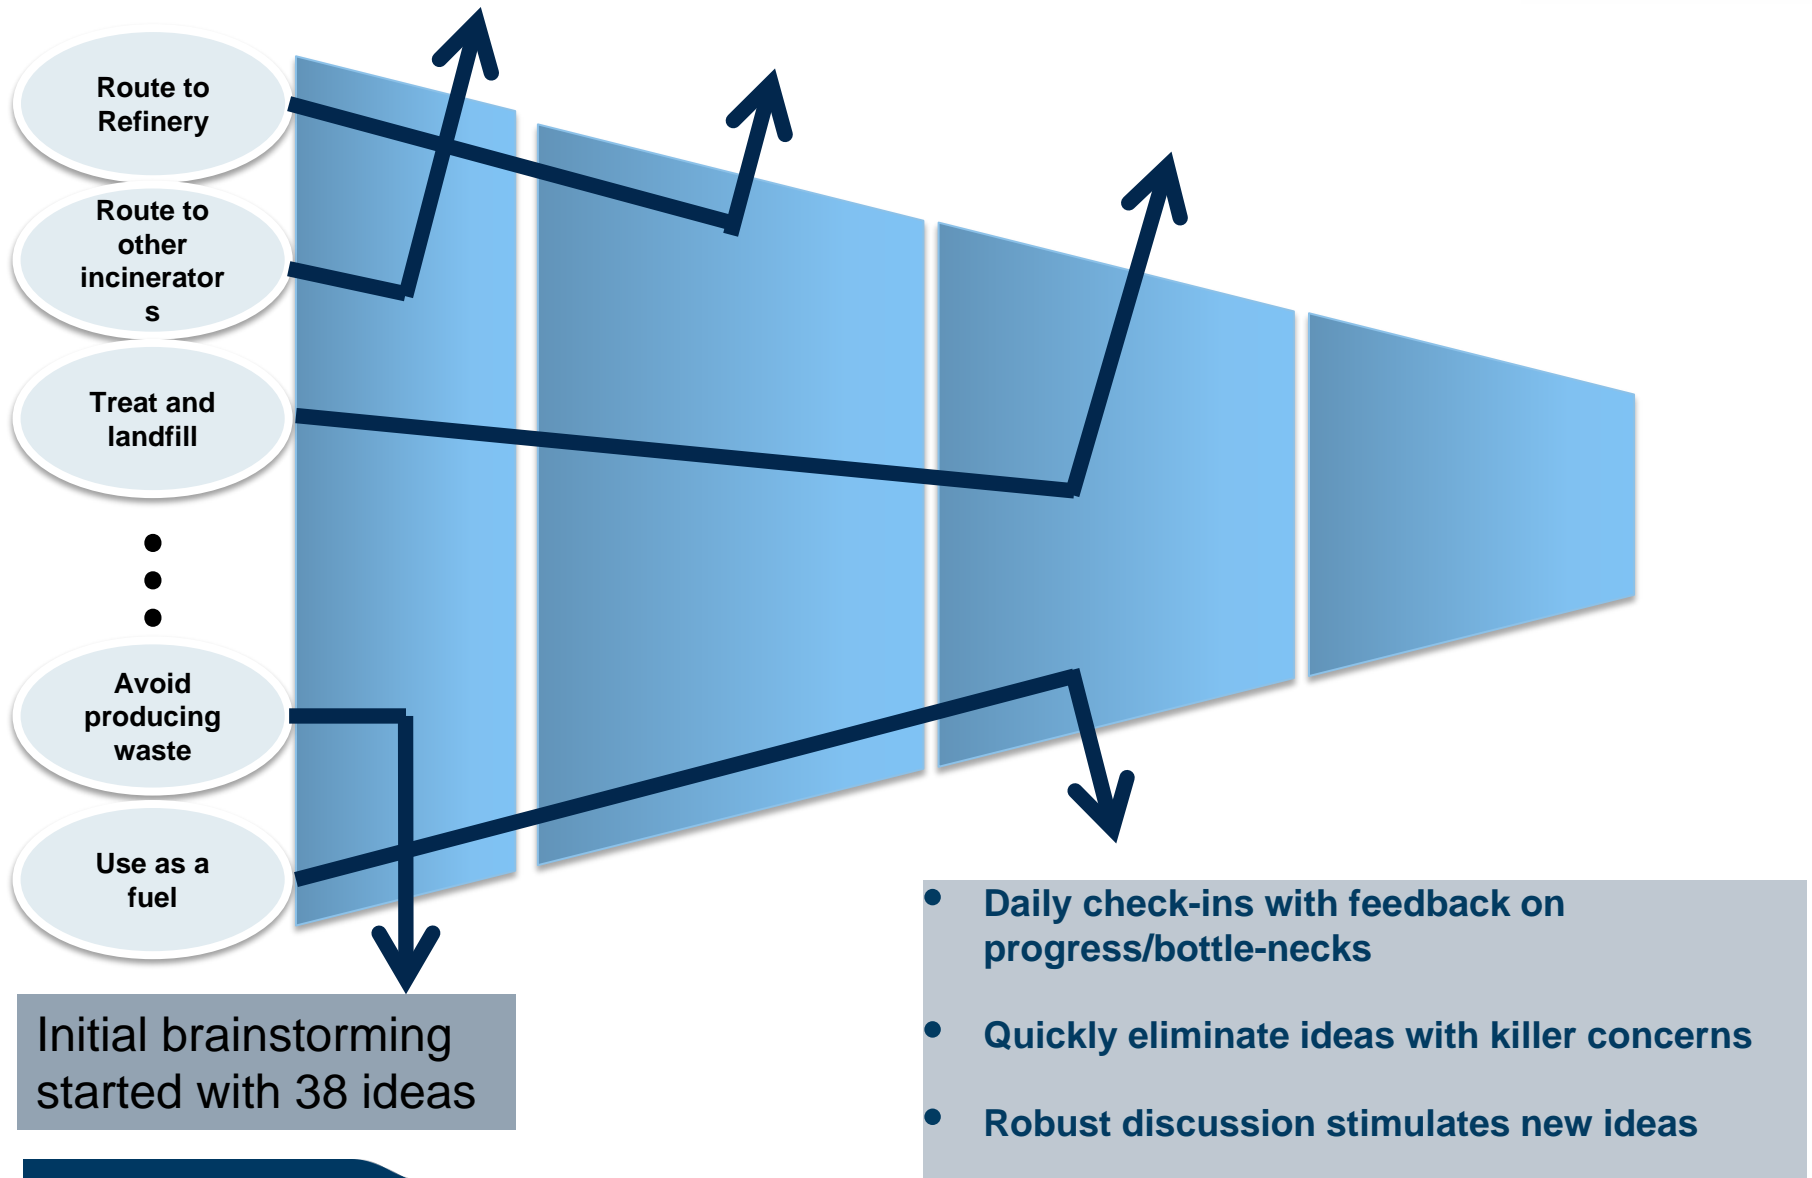 Route to
Refinery
Route to
other
incinerator
s
Treat and
landfill
Avoid
producing
waste
Use as a
fuel
Initial brainstorming
started with 38 ideas
• Daily check-ins with feedback on
progress/bottle-necks
• Quickly eliminate ideas with killer concerns
• Robust discussion stimulates new ideas